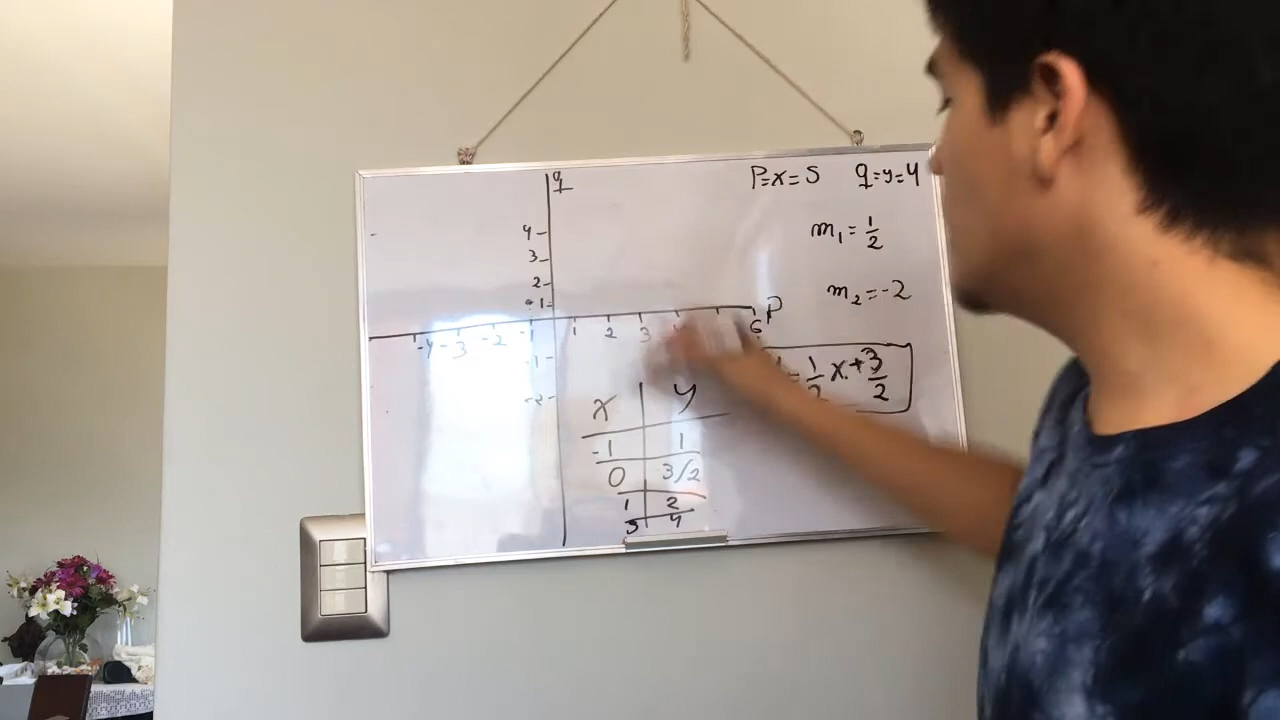 q
P=x=5 q=y=4
4
3
2
1
m₁=1/2
m₂=-2
P
-4 -3 -2 -1 1 2 3 6
-1
-2
=1/2 x+3/2
x y
-1 1
0 3/2
1 2
5 4